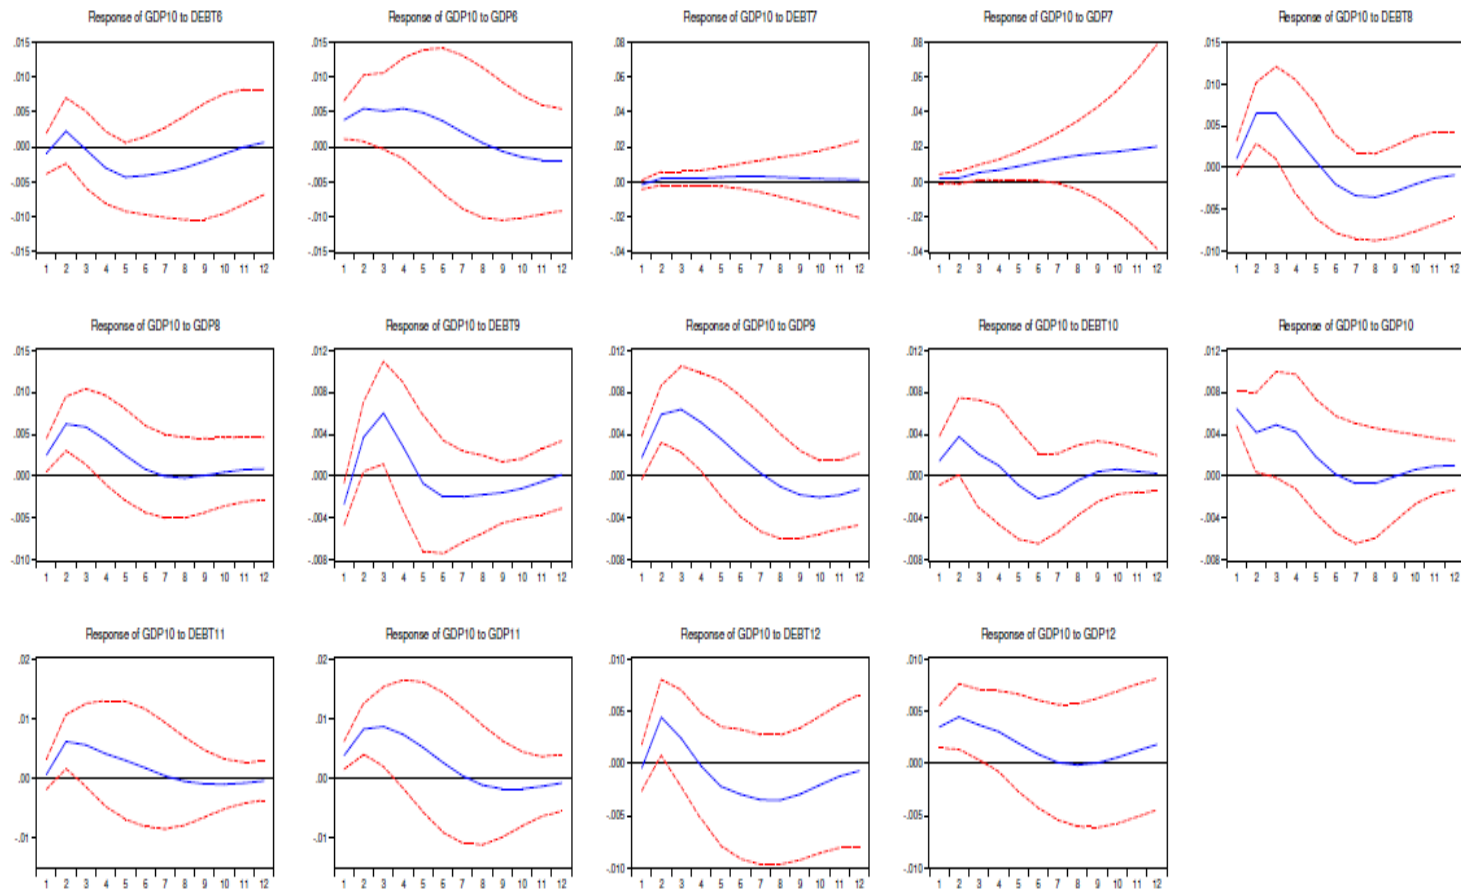 Response of GDP10 to DEBT6
.015
.010
.005
.000
-.005
-.010
-.015
1 2 3 4 5 6 7 8 9 10 11 12
Response of GDP10 to GDP6
.015
.010
.005
.000
-.005
-.010
-.015
1 2 3 4 5 6 7 8 9 10 11 12
Response of GDP10 to DEBT7
.08
.06
.04
.02
.00
-.02
-.04
1 2 3 4 5 6 7 8 9 10 11 12
Response of GDP10 to GDP7
.08
.06
.04
.02
.00
-.02
-.04
1 2 3 4 5 6 7 8 9 10 11 12
Response of GDP10 to DEBT8
.015
.010
.005
.000
-.005
-.010
1 2 3 4 5 6 7 8 9 10 11 12
Response of GDP10 to GDP8
.015
.010
.005
.000
-.005
-.010
1 2 3 4 5 6 7 8 9 10 11 12
Response of GDP10 to DEBT9
.012
.008
.004
.000
-.004
-.008
1 2 3 4 5 6 7 8 9 10 11 12
Response of GDP10 to GDP9
.012
.008
.004
.000
-.004
-.008
1 2 3 4 5 6 7 8 9 10 11 12
Response of GDP10 to DEBT10
.012
.008
.004
.000
-.004
-.008
1 2 3 4 5 6 7 8 9 10 11 12
Response of GDP10 to GDP10
.012
.008
.004
.000
-.004
-.008
1 2 3 4 5 6 7 8 9 10 11 12
Response of GDP10 to DEBT11
.02
.01
.00
-.01
1 2 3 4 5 6 7 8 9 10 11 12
Response of GDP10 to GDP11
.02
.01
.00
-.01
1 2 3 4 5 6 7 8 9 10 11 12
Response of GDP10 to DEBT12
.010
.005
.000
-.005
-.010
1 2 3 4 5 6 7 8 9 10 11 12
Response of GDP10 to GDP12
.010
.005
.000
-.005
-.010
1 2 3 4 5 6 7 8 9 10 11 12